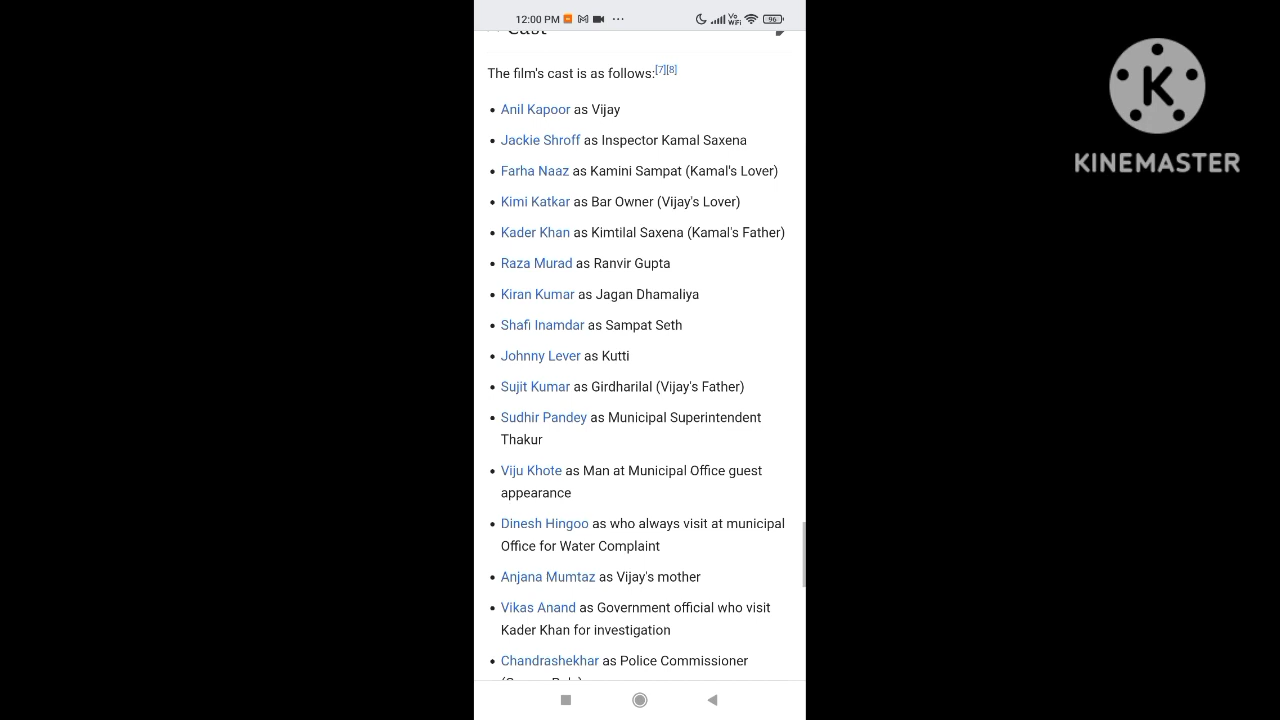 12:00 PM ... Vo WiFi 96
Cast
The film's cast is as follows:[7][8]
• Anil Kapoor as Vijay
• Jackie Shroff as Inspector Kamal Saxena
• Farha Naaz as Kamini Sampat (Kamal's Lover)
• Kimi Katkar as Bar Owner (Vijay's Lover)
• Kader Khan as Kimtilal Saxena (Kamal's Father)
• Raza Murad as Ranvir Gupta
• Kiran Kumar as Jagan Dhamaliya
• Shafi Inamdar as Sampat Seth
• Johnny Lever as Kutti
• Sujit Kumar as Girdharilal (Vijay's Father)
• Sudhir Pandey as Municipal Superintendent
Thakur
• Viju Khote as Man at Municipal Office guest
appearance
• Dinesh Hingoo as who always visit at municipal
Office for Water Complaint
• Anjana Mumtaz as Vijay's mother
• Vikas Anand as Government official who visit
Kader Khan for investigation
• Chandrashekhar as Police Commissioner
K
KINEMASTER